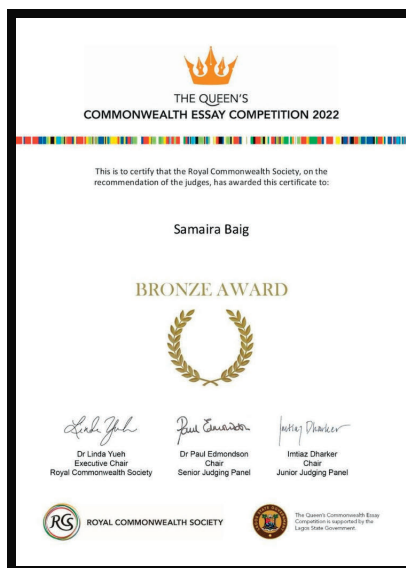 THE QUEEN'S
COMMONWEALTH ESSAY COMPETITION 2022
This is to certify that the Royal Commonwealth Society, on the
recommendation of the judges, has awarded this certificate to:
Samaira Baig
BRONZE AWARD
Linda Yueh
Paul Edmondson
Imtiaz Dharker
Dr Linda Yueh
Executive Chair
Royal Commonwealth Society
Dr Paul Edmondson
Chair
Senior Judging Panel
Imtiaz Dharker
Chair
Junior Judging Panel
RCS
ROYAL COMMONWEALTH SOCIETY
The Queen's Commonwealth Essay
Competition is supported by the
Lagos State Government.